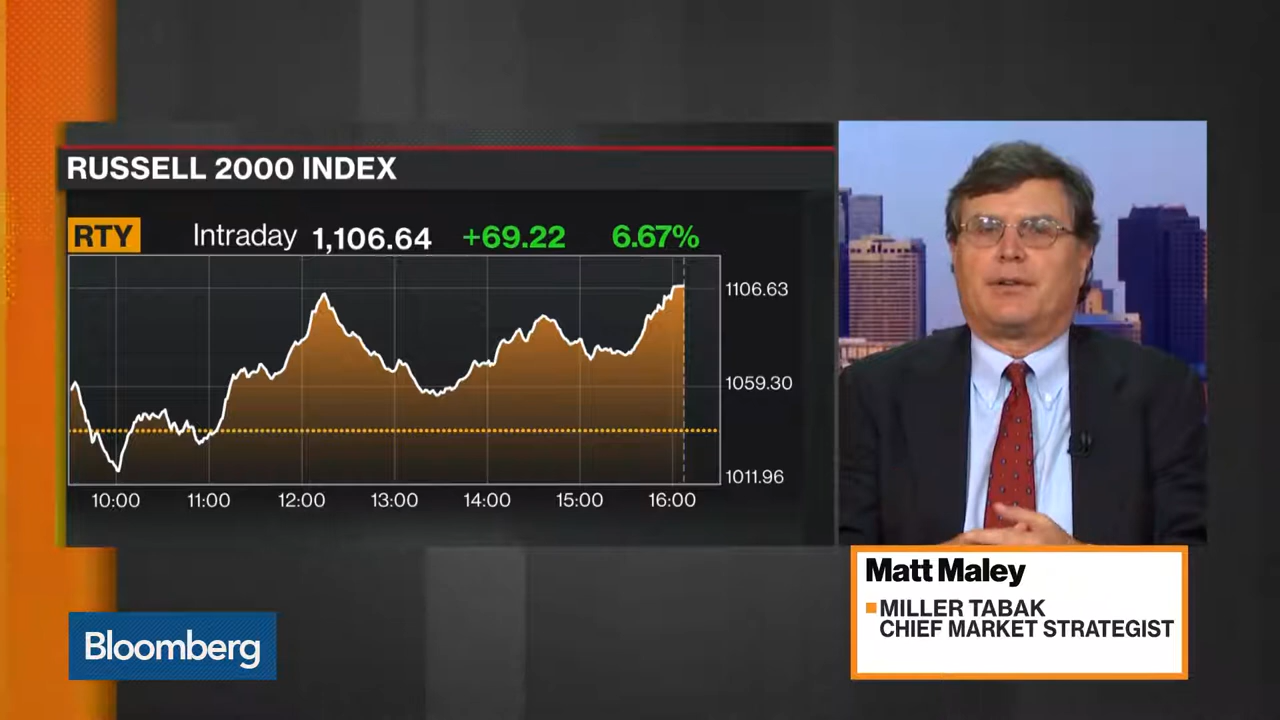 RUSSELL 2000 INDEX
RTY Intraday 1,106.64 +69.22 6.67%
1106.63
1059.30
1011.96
10:00 11:00 12:00 13:00 14:00 15:00 16:00
Matt Maley
MILLER TABAK
CHIEF MARKET STRATEGIST
Bloomberg